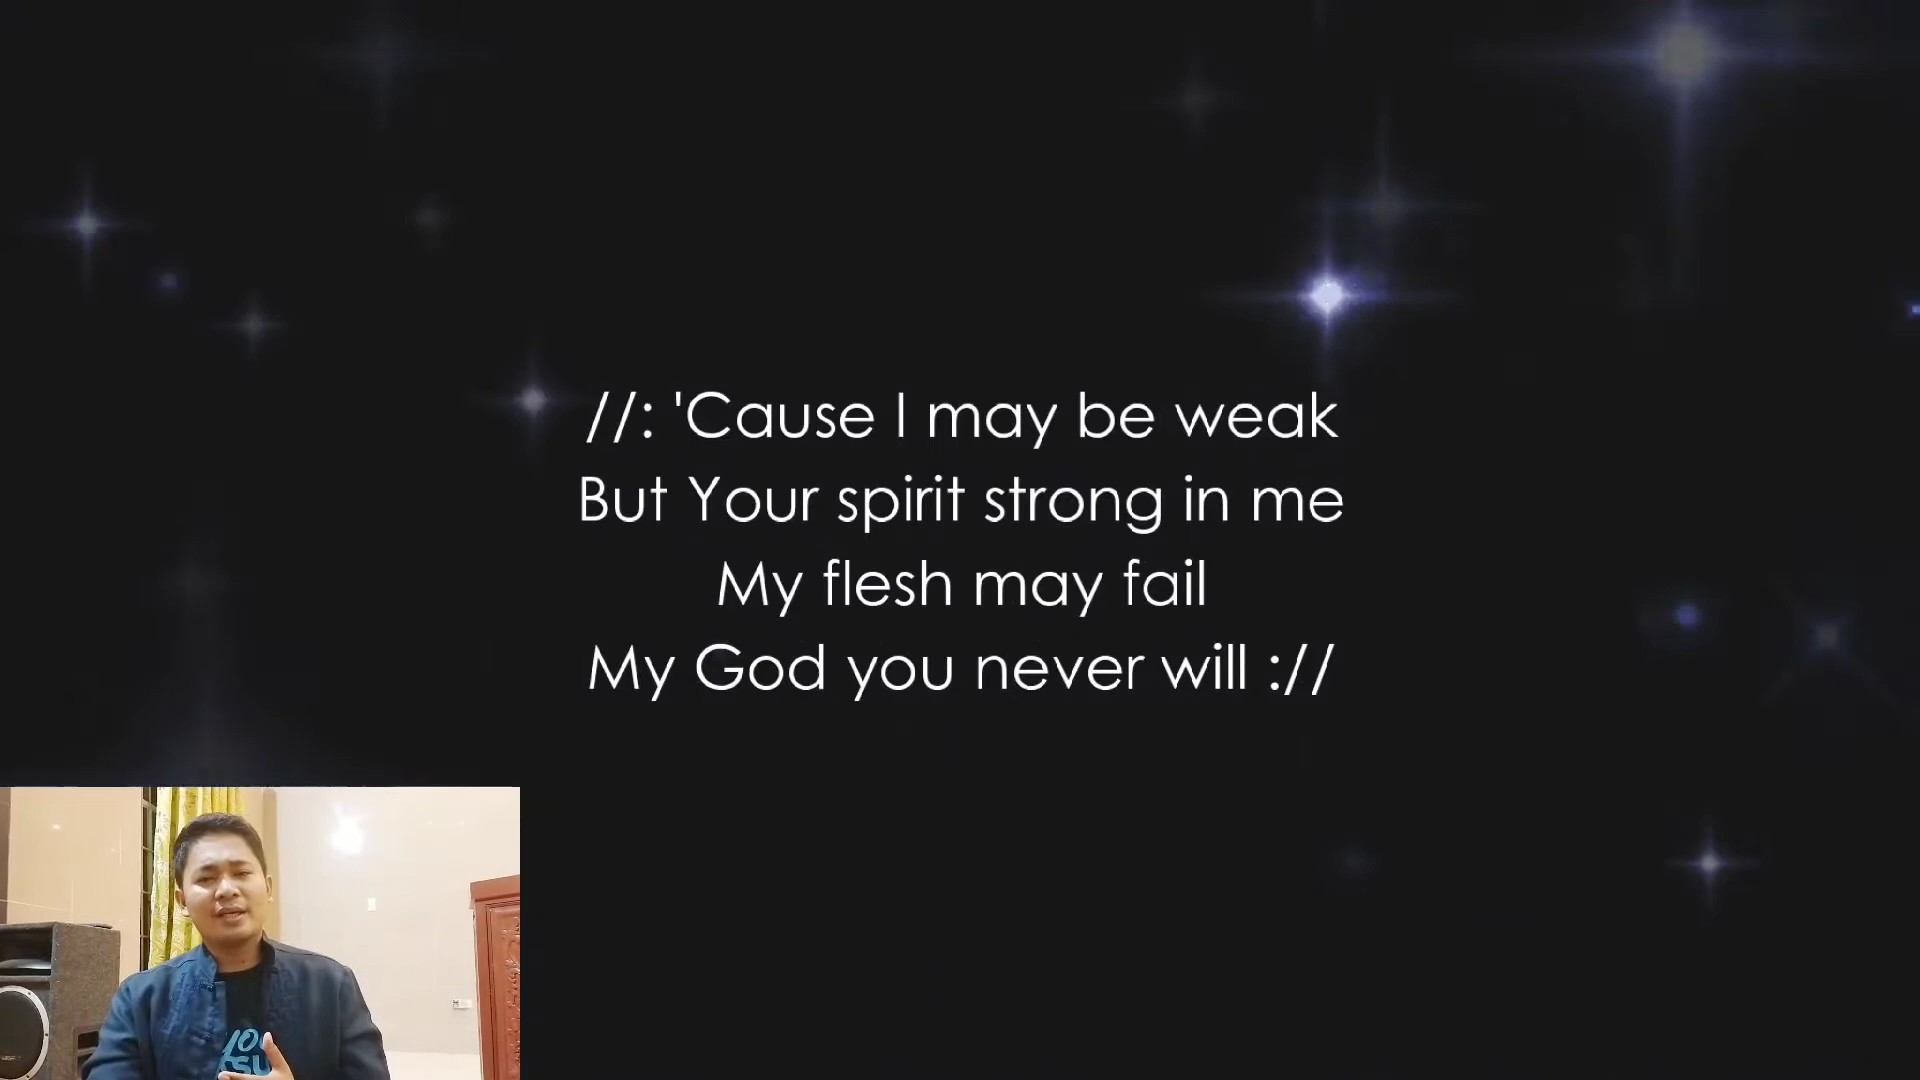 //: 'Cause I may be weak
But Your spirit strong in me
My flesh may fail
My God you never will ://